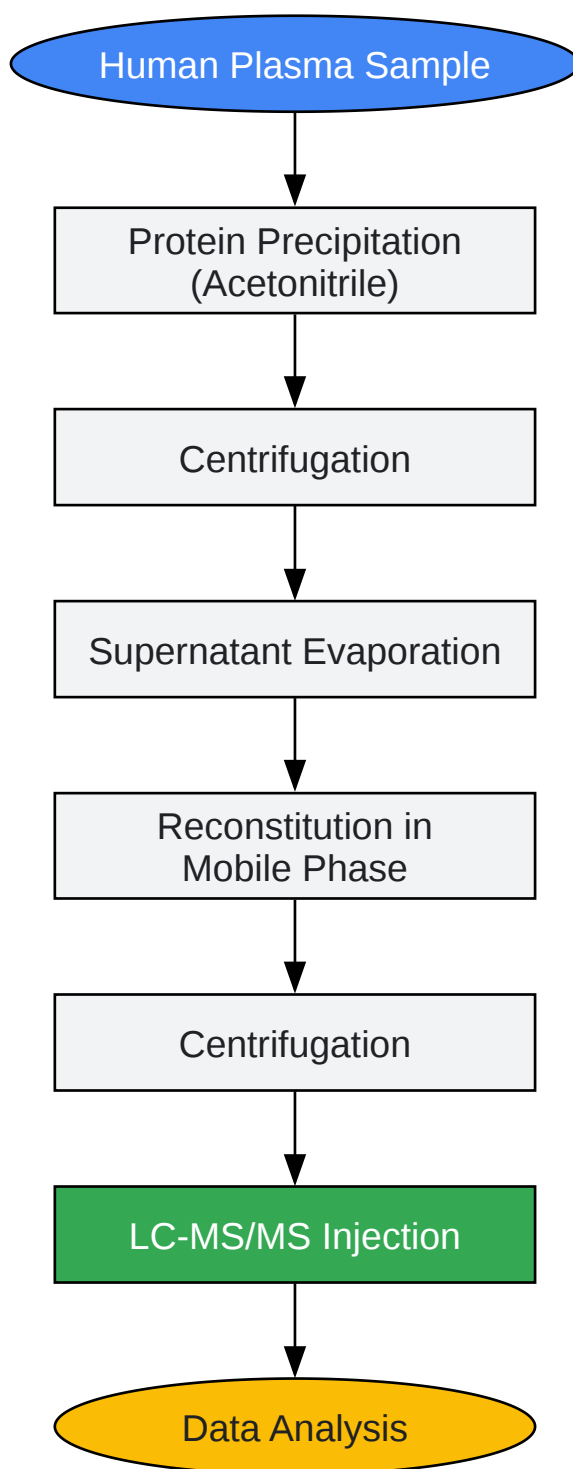 Human Plasma Sample
Protein Precipitation
(Acetonitrile)
Centrifugation
Supernatant Evaporation
Reconstitution in
Mobile Phase
Centrifugation
LC-MS/MS Injection
Data Analysis